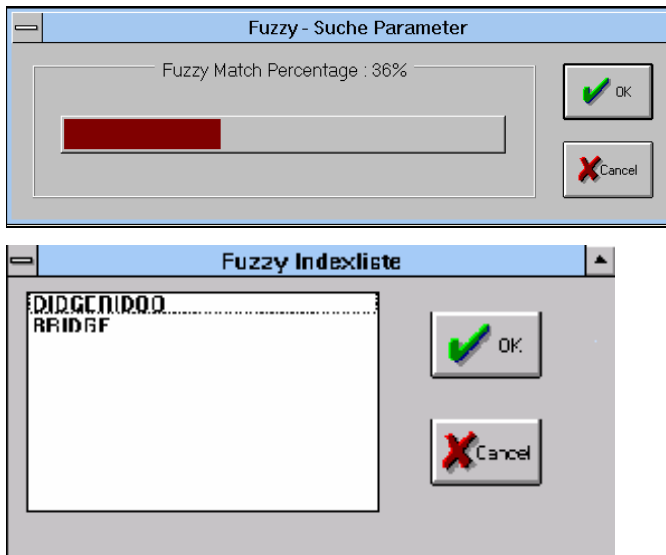 Fuzzy - Suche Parameter
Fuzzy Match Percentage : 36%
OK
Cancel
Fuzzy Indexliste
DIDGERIDOO
BRIDGE
OK
Cancel